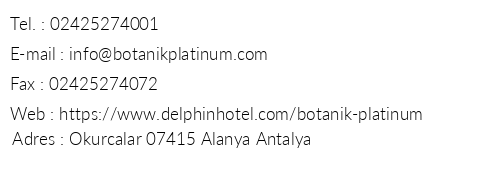 Tel. : 02425274001
E-mail : info@botanikplatinum.com
Fax : 02425274072
Web : https://www.delphinhotel.com/botanik-platinum
Adres : Okurcalar 07415 Alanya Antalya